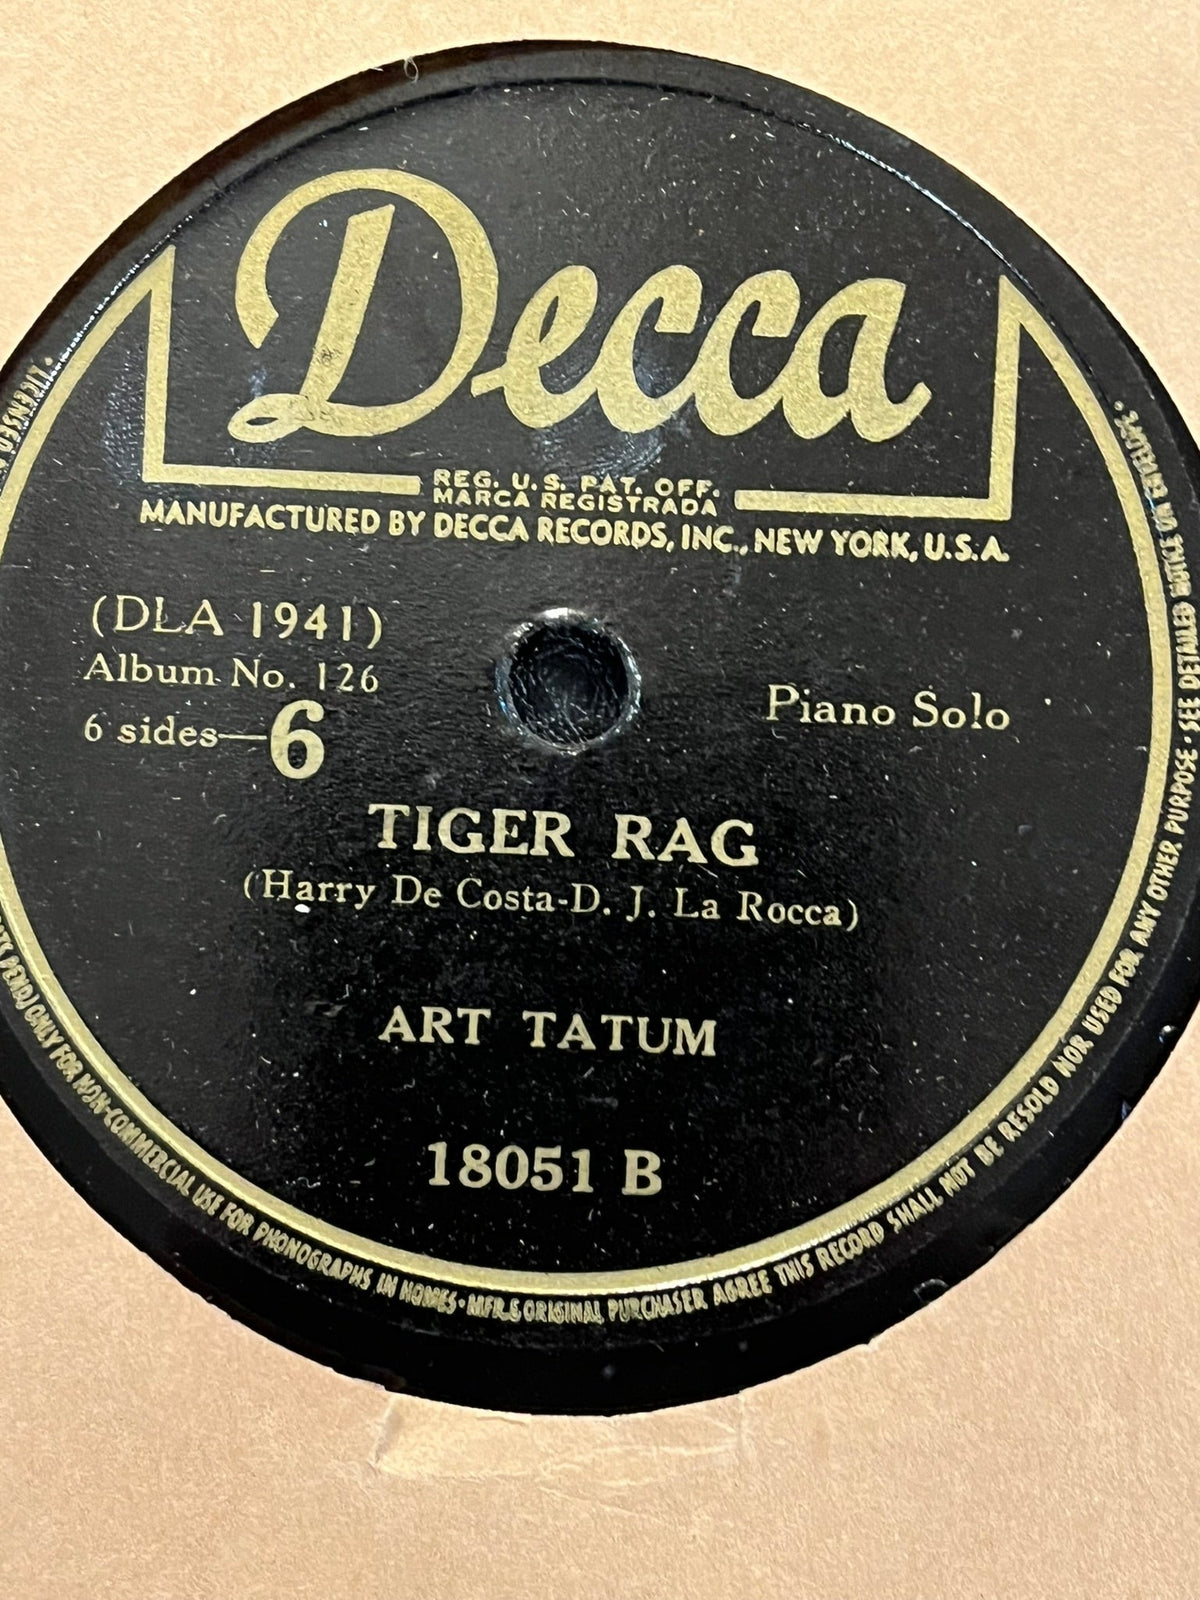 Decca
REG. U.S. PAT. OFF.
MARCA REGISTRADA
MANUFACTURED BY DECCA RECORDS, INC., NEW YORK, U.S.A.
(DLA 1941)
Album No. 126
6 sides—6
Piano Solo
TIGER RAG
(Harry De Costa-D. J. La Rocca)
ART TATUM
18051 B
LICENSED
PEND) ONLY FOR NON-COMMERCIAL USE FOR PHONOGRAPHS IN HOMES • MFR. & ORIGINAL PURCHASER AGREE THIS RECORD SHALL NOT BE RESOLD NOR USED FOR ANY OTHER PURPOSE • SEE DETAILED NOTICE ON ENVELOPE •